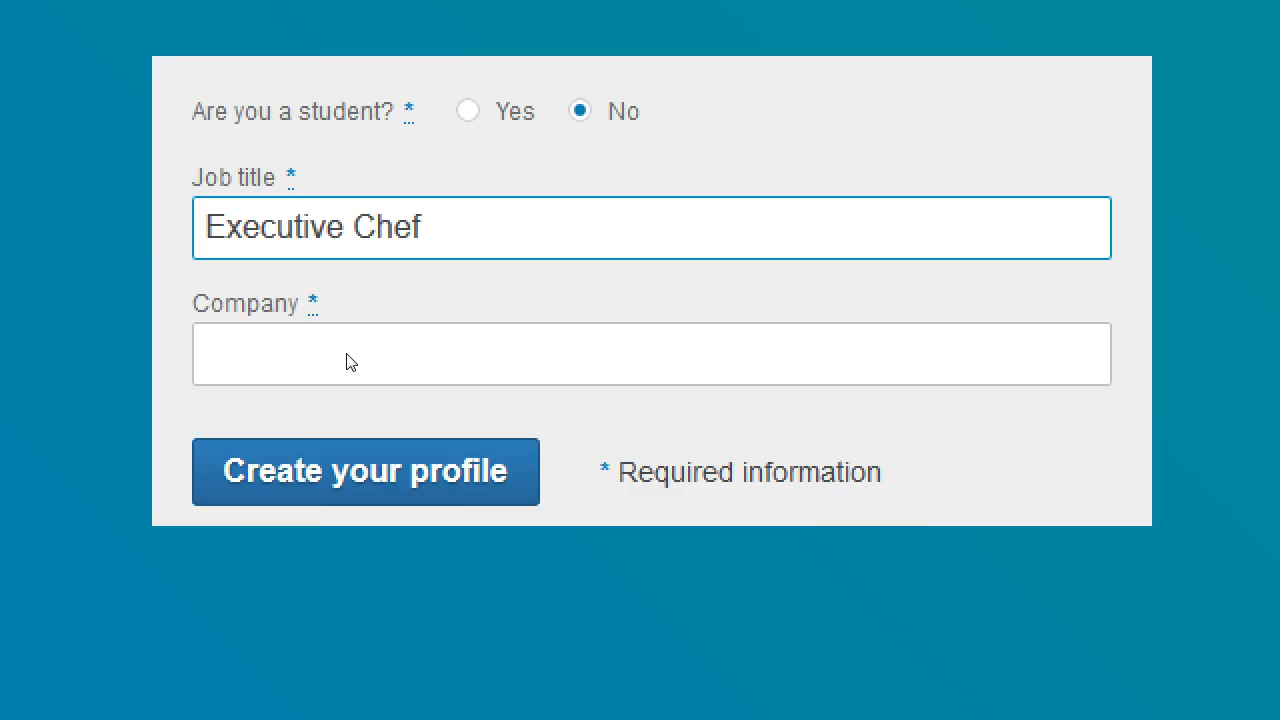 Are you a student? * Yes No
Job title *
Executive Chef
Company *
Create your profile * Required information